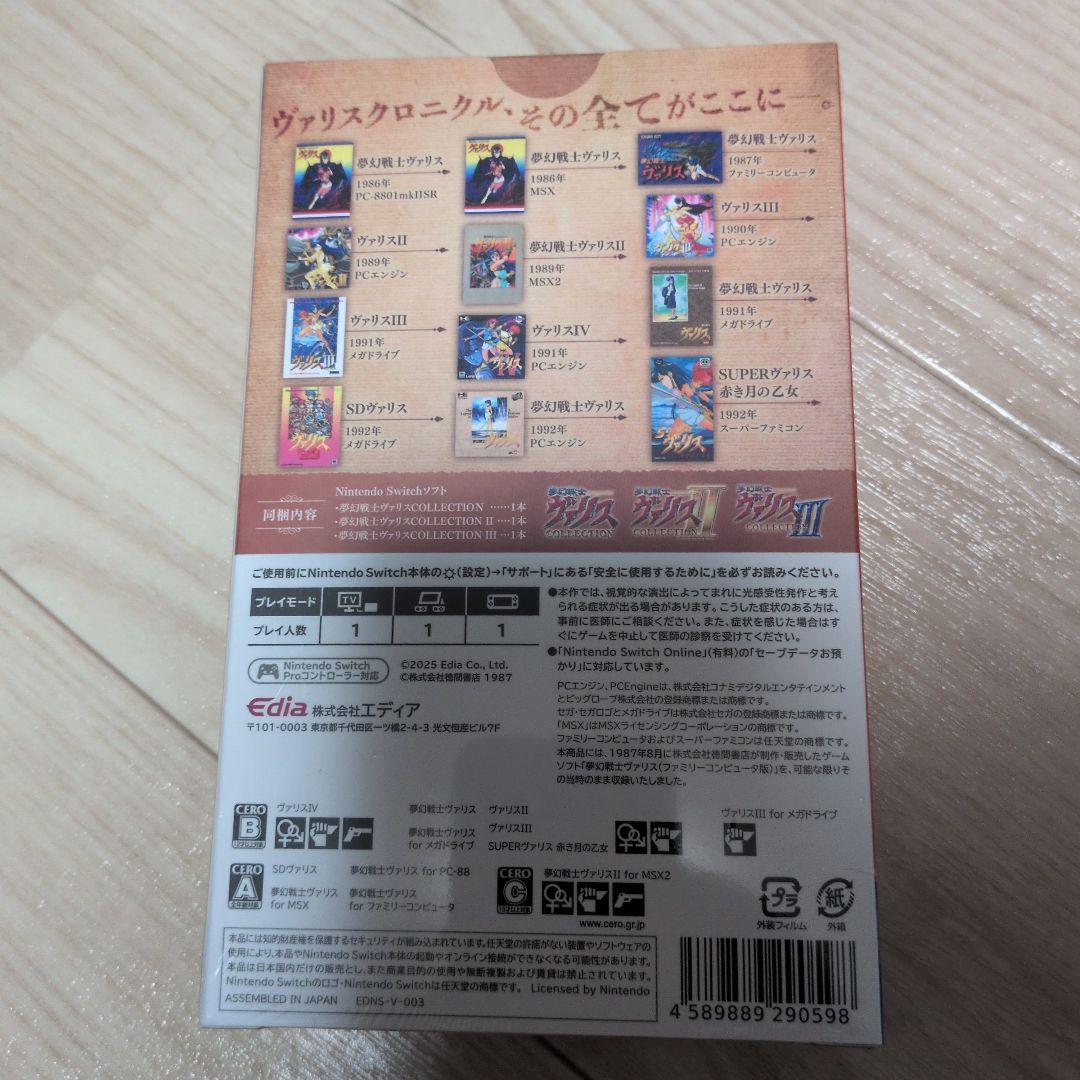 ヴァリスクロニクル、その全てがここに──。
夢幻戦士ヴァリス
1986年
PC-8801mkIISR
夢幻戦士ヴァリス
1986年
MSX
夢幻戦士ヴァリス
1987年
ファミリーコンピュータ
ヴァリスII
1989年
PCエンジン
夢幻戦士ヴァリスII
1989年
MSX2
ヴァリスIII
1990年
PCエンジン
ヴァリスIII
1991年
メガドライブ
ヴァリスIV
1991年
PCエンジン
夢幻戦士ヴァリス
1991年
メガドライブ
SDヴァリス
1992年
メガドライブ
夢幻戦士ヴァリス
1992年
PCエンジン
SUPERヴァリス
赤き月の乙女
1992年
スーパーファミコン
同梱内容
Nintendo Switchソフト
・夢幻戦士ヴァリスCOLLECTION ……1本
・夢幻戦士ヴァリスCOLLECTION II …1本
・夢幻戦士ヴァリスCOLLECTION III …1本
夢幻戦士
ヴァリス
COLLECTION
夢幻戦士
ヴァリスII
COLLECTION
夢幻戦士
ヴァリスIII
COLLECTION
ご使用前にNintendo Switch本体の(設定)→「サポート」にある「安全に使用するために」を必ずお読みください。
プレイモード TV
プレイ人数 1 1 1
●本作では、視覚的な演出によってまれに光感受性発作と考
えられる症状が出る場合があります。こうした症状のある方は、
事前に医師にご相談ください。また、症状を感じた場合はす
ぐにゲームを中止して医師の診察を受けてください。
●「Nintendo Switch Online」(有料)の「セーブデータお預
かり」に対応しています。
Nintendo Switch
Proコントローラー対応
©2025 Edia Co., Ltd.
©株式会社徳間書店 1987
Edia 株式会社エディア
〒101-0003 東京都千代田区一ツ橋2-4-3 光文恒産ビル7F
PCエンジン、PCEngineは、株式会社コナミデジタルエンタテインメント
とビッグローブ株式会社の登録商標または商標です。
セガ・セガロゴとメガドライブは株式会社セガの登録商標または商標です。
「MSX」はMSXライセンシングコーポレーションの商標です。
ファミリーコンピュータおよびスーパーファミコンは任天堂の商標です。
本商品には、1987年8月に株式会社徳間書店が制作・販売したゲーム
ソフト「夢幻戦士ヴァリス(ファミリーコンピュータ版)」を、可能な限りそ
の当時のまま収録いたしました。
CERO
B
12才以上対象
ヴァリスIV
夢幻戦士ヴァリス
夢幻戦士ヴァリス
for メガドライブ
ヴァリスII
ヴァリスIII
SUPERヴァリス 赤き月の乙女
ヴァリスIII for メガドライブ
CERO
A
全年齢対象
SDヴァリス
夢幻戦士ヴァリス
for MSX
夢幻戦士ヴァリス for PC-88
夢幻戦士ヴァリス
for ファミリーコンピュータ
CERO
C
15才以上対象
夢幻戦士ヴァリスII for MSX2
www.cero.gr.jp
プラ
外装フィルム
紙
外箱
本品には知的財産権を保護するセキュリティが組み込まれています。任天堂の許諾がない装置やソフトウェアの
使用により、本品やNintendo Switch本体の起動やオンライン接続ができなくなる可能性があります。
本品は日本国内だけの販売とし、また商業目的の使用や無断複製および賃貸は禁止されています。
Nintendo Switchのロゴ・Nintendo Switchは任天堂の商標です。 Licensed by Nintendo
ASSEMBLED IN JAPAN EDNS-V-003
4 589889 290598